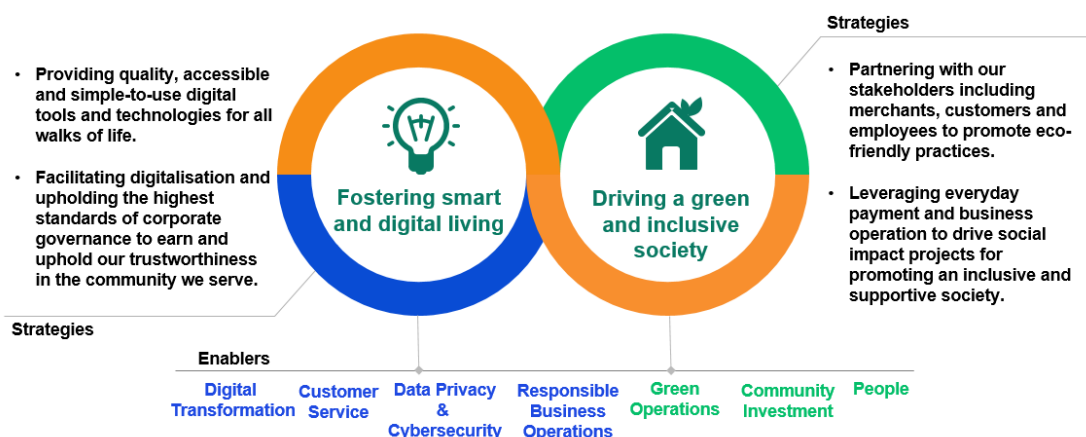 Strategies
• Providing quality, accessible
and simple-to-use digital
tools and technologies for all
walks of life.
• Facilitating digitalisation and
upholding the highest
standards of corporate
governance to earn and
uphold our trustworthiness
in the community we serve.
Strategies
Fostering smart
and digital living
Driving a green
and inclusive
society
• Partnering with our
stakeholders including
merchants, customers and
employees to promote eco-
friendly practices.
• Leveraging everyday
payment and business
operation to drive social
impact projects for
promoting an inclusive and
supportive society.
Enablers
Digital
Transformation
Customer
Service
Data Privacy
&
Cybersecurity
Responsible
Business
Operations
Green
Operations
Community
Investment
People